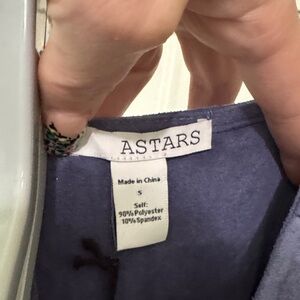 ASTARS
Made in China
S
Self:
90% Polyester
10% Spandex